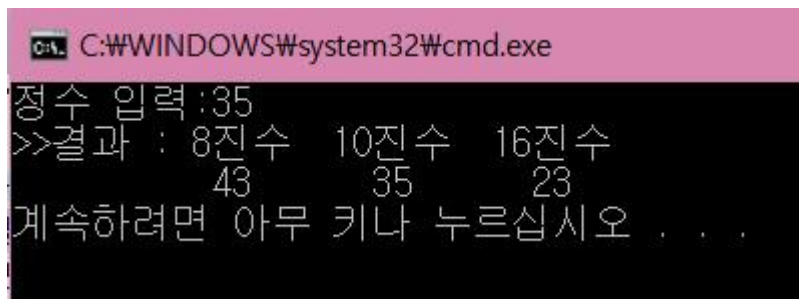 C:₩WINDOWS₩system32₩cmd.exe
정수 입력:35
>>결과 : 8진수 10진수 16진수
43 35 23
계속하려면 아무 키나 누르십시오 . . .